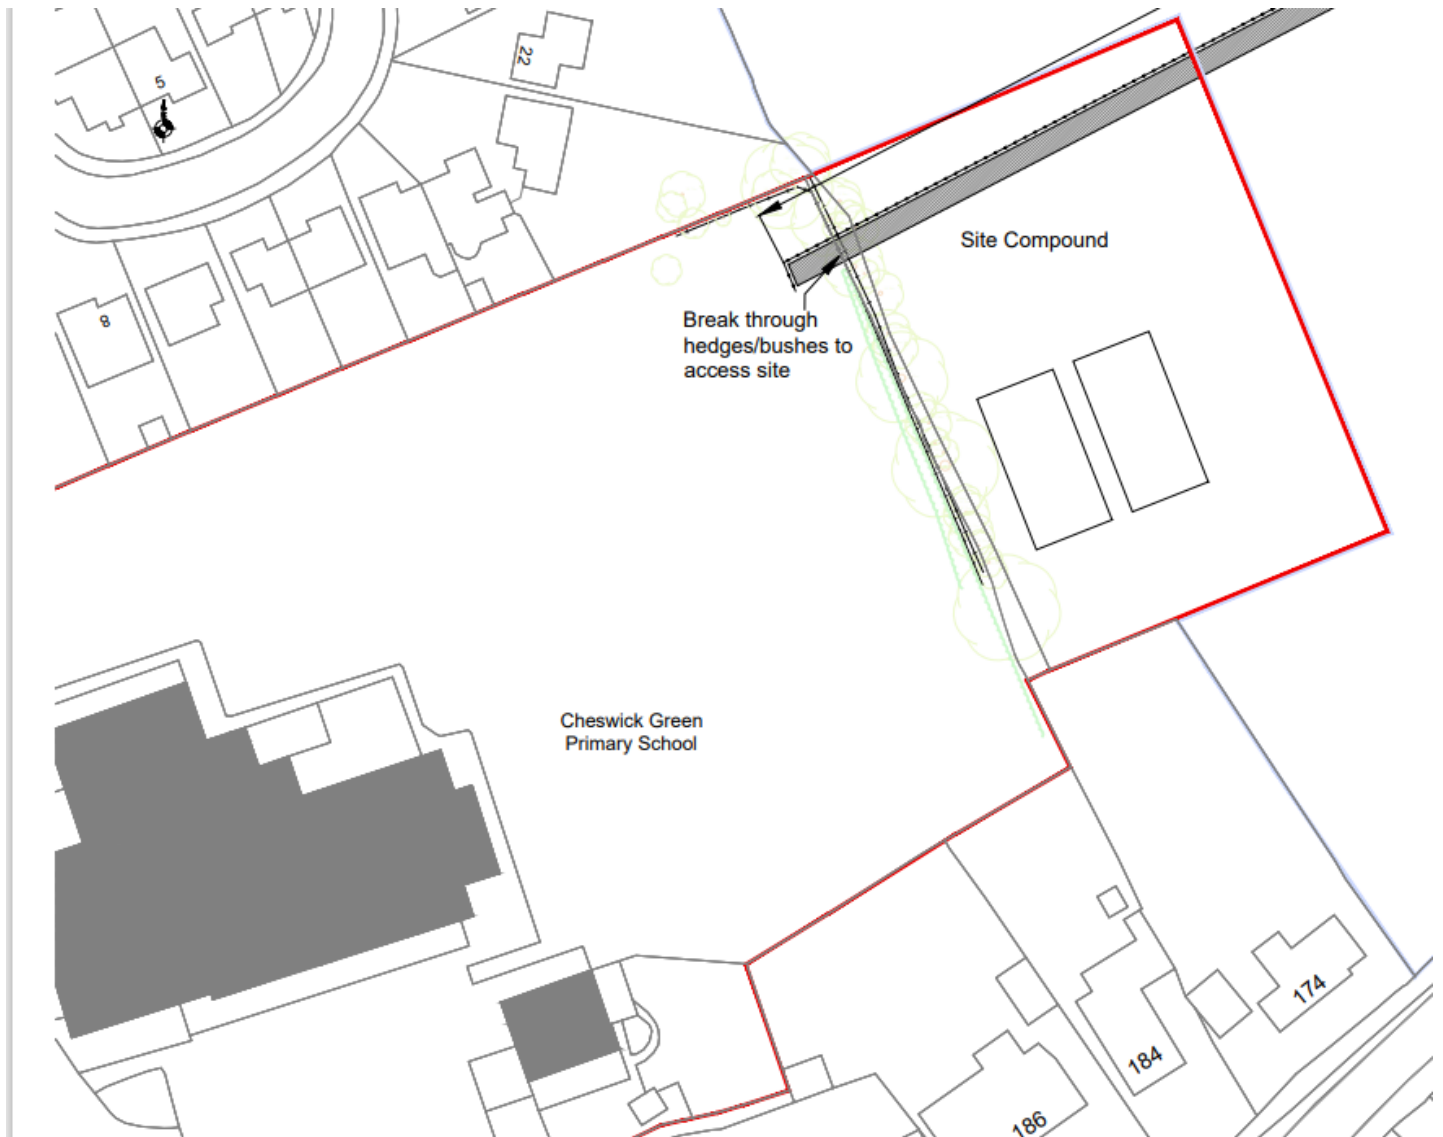 22
5
Site Compound
Break through
hedges/bushes to
access site
8
Cheswick Green
Primary School
174
184
186